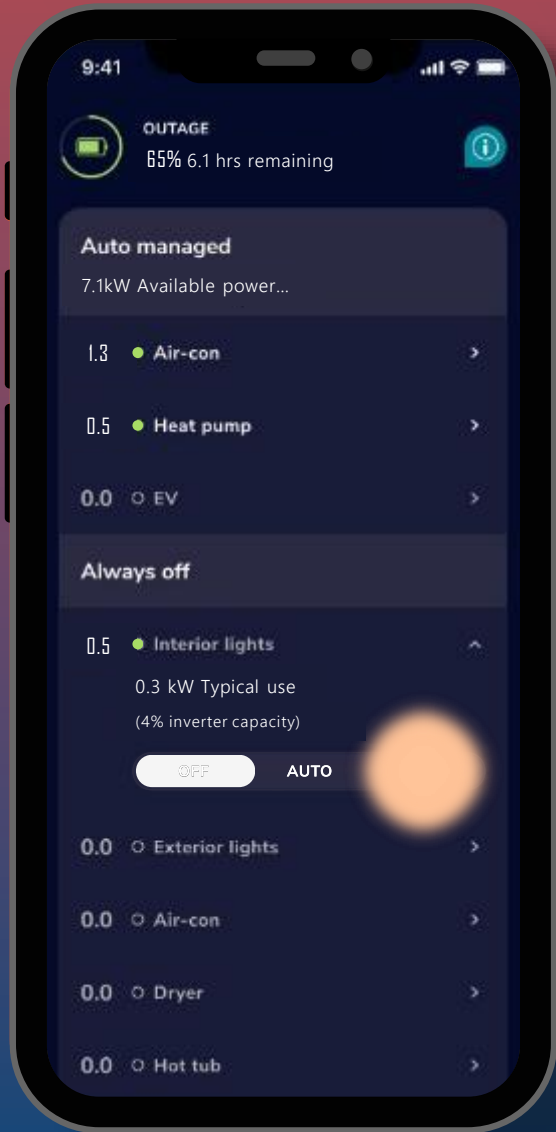 9:41
OUTAGE
65% 6.1 hrs remaining
Auto managed
7.1kW Available power...
1.3 Air-con
0.5 Heat pump
0.0 EV
Always off
0.5 Interior lights
0.3 kW Typical use
(4% inverter capacity)
OFF AUTO
0.0 Exterior lights
0.0 Air-con
0.0 Dryer
0.0 Hot tub